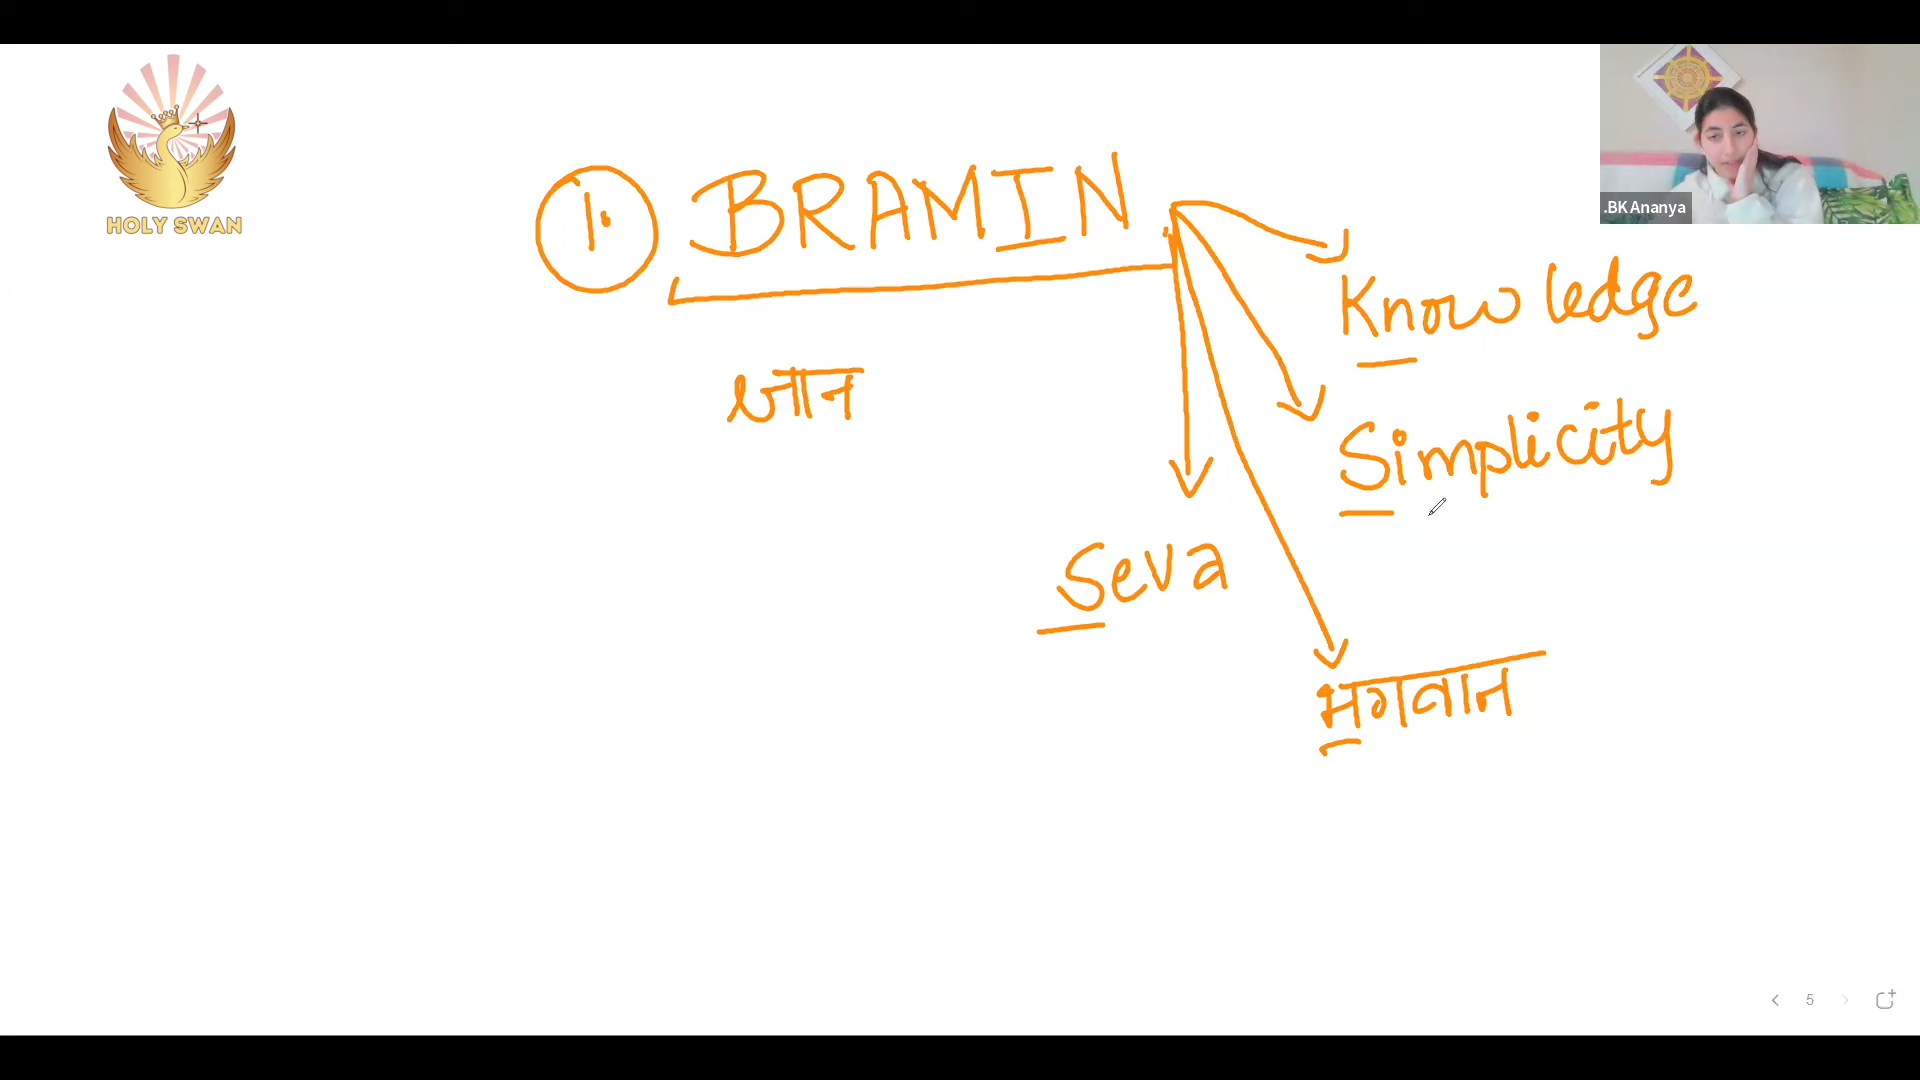 HOLY SWAN
.BK Ananya
1. BRAMIN
Knowledge
ज्ञान
Simplicity
Seva
भगवान
5